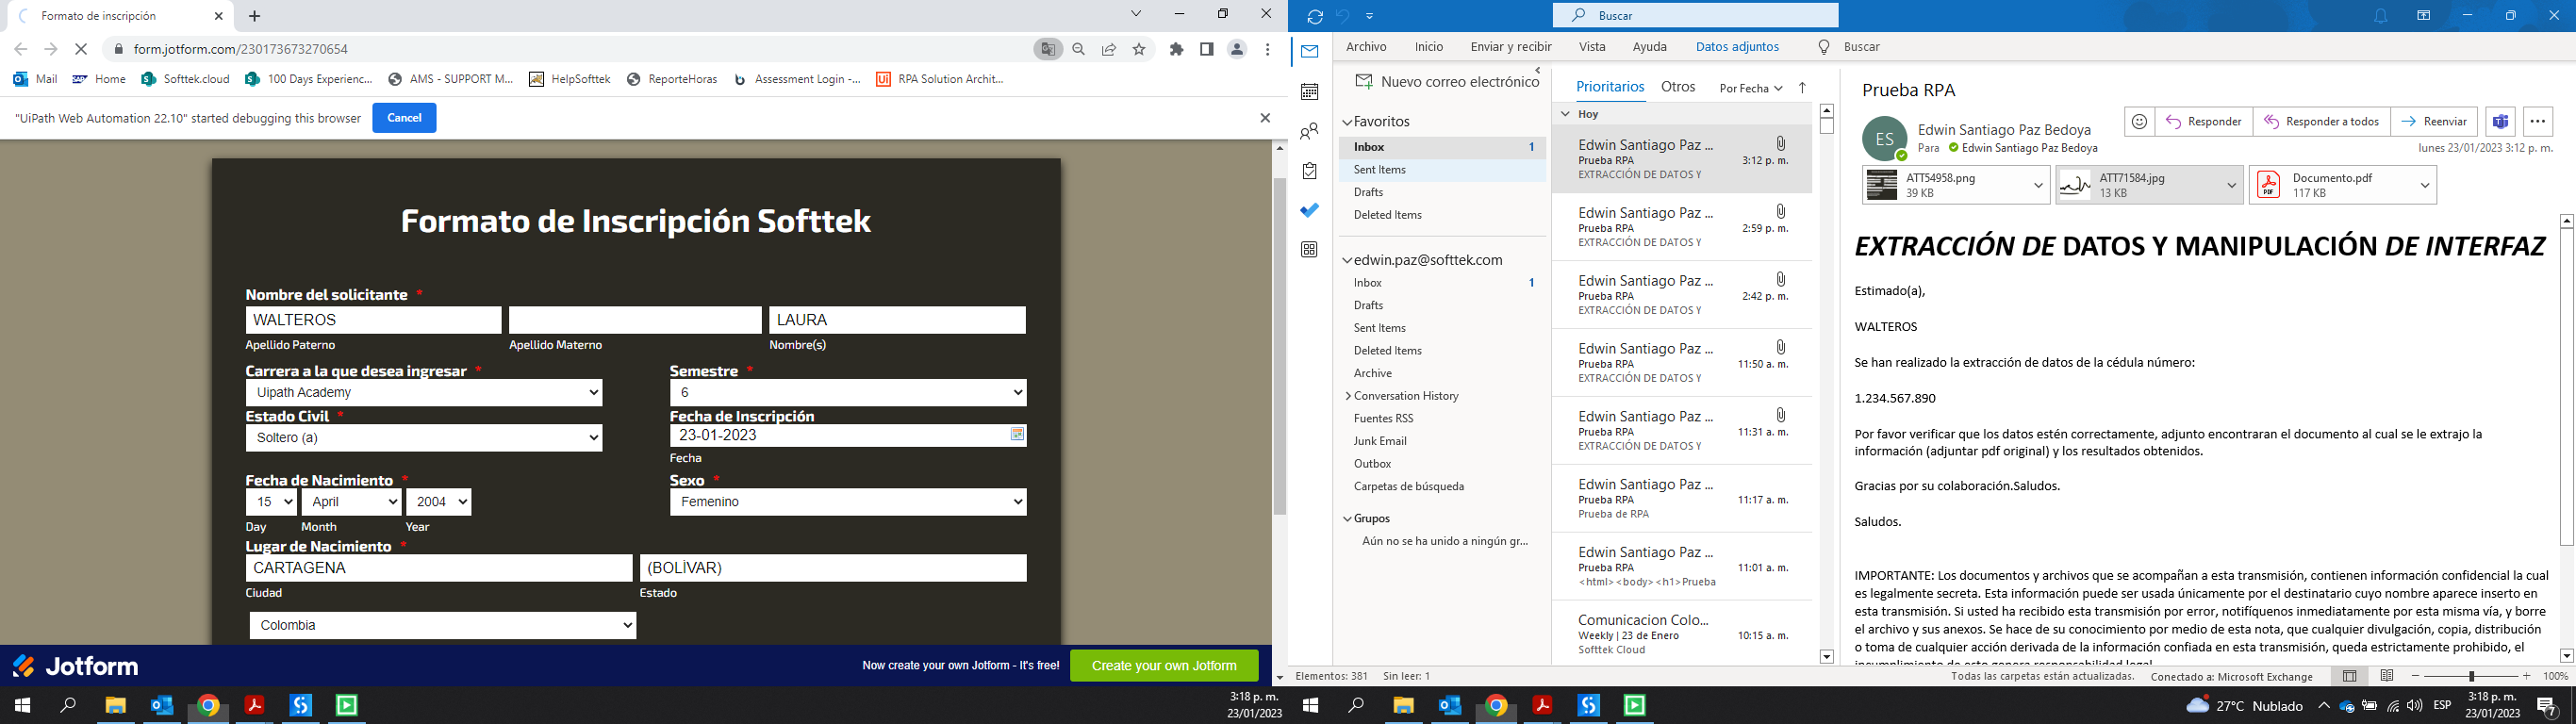 Formato de inscripción
form.jotform.com/230173673270654
Mail
Home
Softtek.cloud
100 Days Experienc...
AMS - SUPPORT M...
HelpSofttek
ReporteHoras
Assessment Login -...
RPA Solution Archit...
"UiPath Web Automation 22.10" started debugging this browser
Cancel
Formato de Inscripción Softtek
Nombre del solicitante *
WALTEROS
LAURA
Apellido Paterno
Apellido Materno
Nombre(s)
Carrera a la que desea ingresar *
Semestre *
Uipath Academy
6
Estado Civil *
Fecha de Inscripción
Soltero (a)
23-01-2023
Fecha
Fecha de Nacimiento *
Sexo *
15
April
2004
Femenino
Day
Month
Year
Lugar de Nacimiento *
CARTAGENA
(BOLÍVAR)
Ciudad
Estado
Colombia
Jotform
Now create your own Jotform - It's free!
Create your own Jotform
3:18 p. m.
23/01/2023
Buscar
Archivo
Inicio
Enviar y recibir
Vista
Ayuda
Datos adjuntos
Buscar
Nuevo correo electrónico
Favoritos
Inbox 1
Sent Items
Drafts
Deleted Items
edwin.paz@softtek.com
Inbox 1
Drafts
Sent Items
Deleted Items
Archive
Conversation History
Fuentes RSS
Junk Email
Outbox
Carpetas de búsqueda
Grupos
Aún no se ha unido a ningún gr...
Prioritarios
Otros
Por Fecha
Hoy
Edwin Santiago Paz ...
Prueba RPA 3:12 p. m.
EXTRACCIÓN DE DATOS Y
Edwin Santiago Paz ...
Prueba RPA 2:59 p. m.
EXTRACCIÓN DE DATOS Y
Edwin Santiago Paz ...
Prueba RPA 2:42 p. m.
EXTRACCIÓN DE DATOS Y
Edwin Santiago Paz ...
Prueba RPA 11:50 a. m.
EXTRACCIÓN DE DATOS Y
Edwin Santiago Paz ...
Prueba RPA 11:31 a. m.
EXTRACCIÓN DE DATOS Y
Edwin Santiago Paz ...
Prueba RPA 11:17 a. m.
Prueba de RPA
Edwin Santiago Paz ...
Prueba RPA 11:01 a. m.
<html><body><h1>Prueba
Comunicacion Colo...
Weekly | 23 de Enero 10:15 a. m.
Softtek Cloud
Prueba RPA
ES
Edwin Santiago Paz Bedoya
Para Edwin Santiago Paz Bedoya
Responder
Responder a todos
Reenviar
lunes 23/01/2023 3:12 p. m.
ATT54958.png
39 KB
ATT71584.jpg
13 KB
PDF
Documento.pdf
117 KB
EXTRACCIÓN DE DATOS Y MANIPULACIÓN DE INTERFAZ
Estimado(a),
WALTEROS
Se han realizado la extracción de datos de la cédula número:
1.234.567.890
Por favor verificar que los datos estén correctamente, adjunto encontraran el documento al cual se le extrajo la
información (adjuntar pdf original) y los resultados obtenidos.
Gracias por su colaboración.Saludos.
Saludos.
IMPORTANTE: Los documentos y archivos que se acompañan a esta transmisión, contienen información confidencial la cual
es legalmente secreta. Esta información puede ser usada únicamente por el destinatario cuyo nombre aparece inserto en
esta transmisión. Si usted ha recibido esta transmisión por error, notifíquenos inmediatamente por esta misma vía, y borre
el archivo y sus anexos. Se hace de su conocimiento por medio de esta nota, que cualquier divulgación, copia, distribución
o toma de cualquier acción derivada de la información confiada en esta transmisión, queda estrictamente prohibido, el
incumplimiento de esto genera responsabilidad legal.
Elementos: 381
Sin leer: 1
Todas las carpetas están actualizadas.
Conectado a: Microsoft Exchange
100%
27°C Nublado
ESP
3:18 p. m.
23/01/2023
7